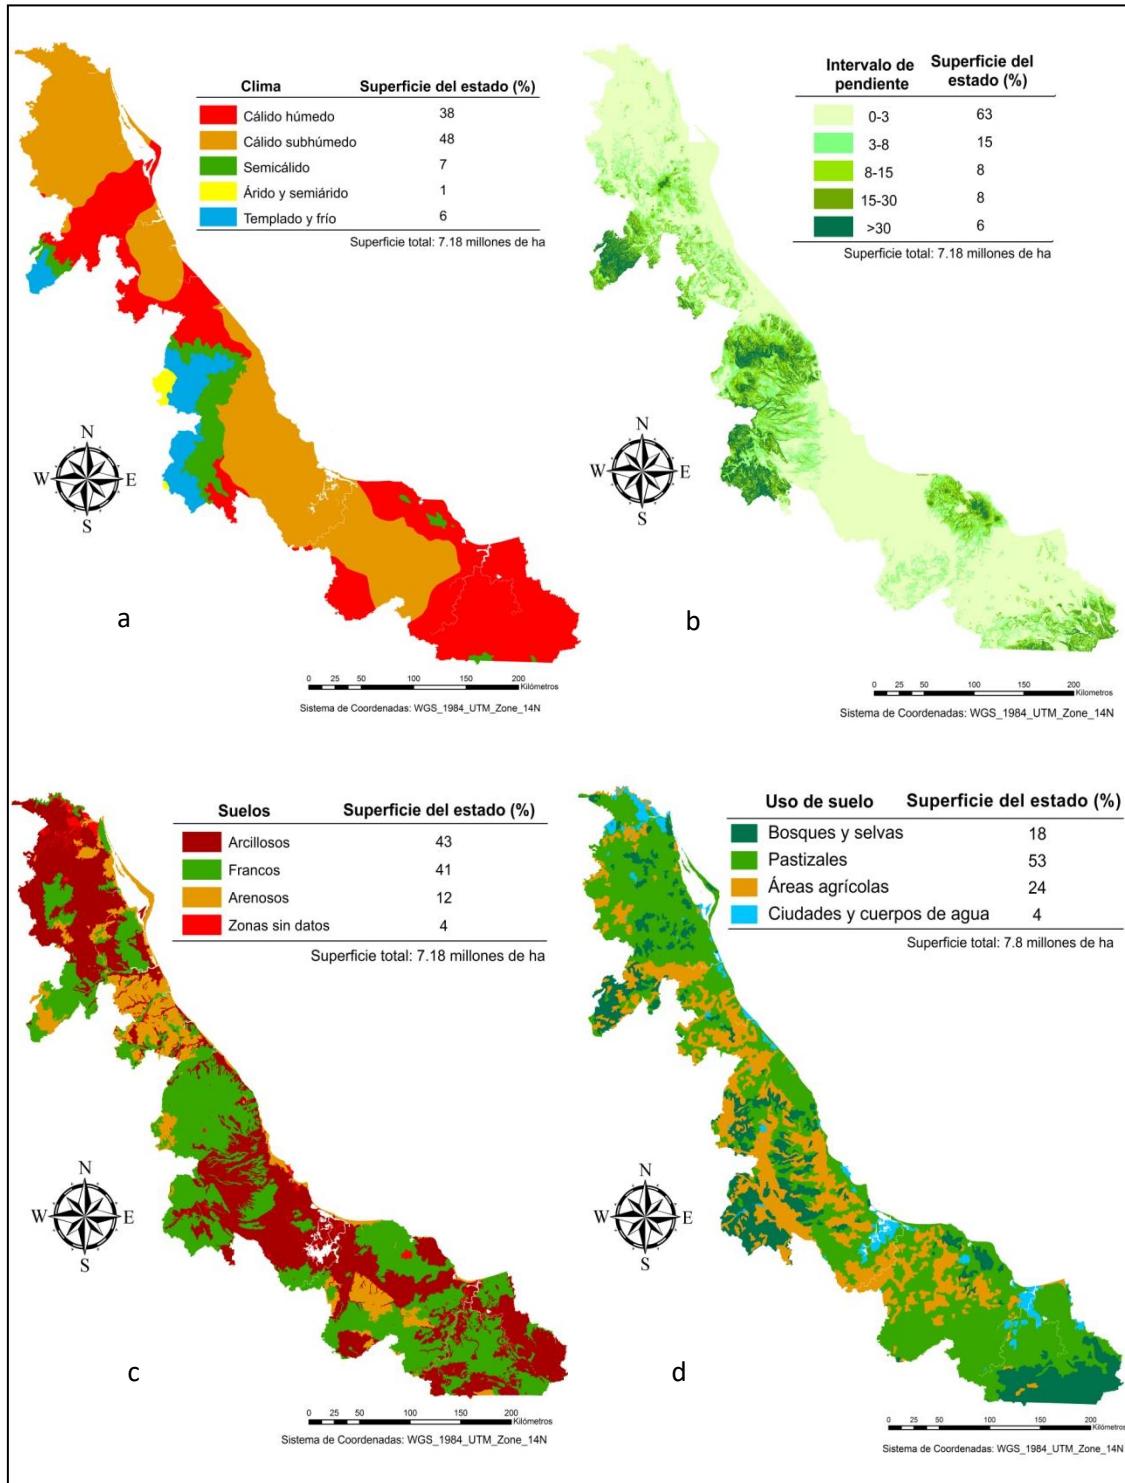 Clima Superficie del estado (%)
Cálido húmedo 38
Cálido subhúmedo 48
Semicálido 7
Árido y semiárido 1
Templado y frío 6
Superficie total: 7.18 millones de ha
N
W E
S
a
0 25 50 100 150 200
Kilómetros
Sistema de Coordenadas: WGS_1984_UTM_Zone_14N
Intervalo de pendiente Superficie del estado (%)
0-3 63
3-8 15
8-15 8
15-30 8
>30 6
Superficie total: 7.18 millones de ha
N
W E
S
b
0 25 50 100 150 200
Kilómetros
Sistema de Coordenadas: WGS_1984_UTM_Zone_14N
Suelos Superficie del estado (%)
Arcillosos 43
Francos 41
Arenosos 12
Zonas sin datos 4
Superficie total: 7.18 millones de ha
N
W E
S
c
0 25 50 100 150 200
Kilómetros
Sistema de Coordenadas: WGS_1984_UTM_Zone_14N
Uso de suelo Superficie del estado (%)
Bosques y selvas 18
Pastizales 53
Áreas agrícolas 24
Ciudades y cuerpos de agua 4
Superficie total: 7.8 millones de ha
N
W E
S
d
0 25 50 100 150 200
Kilómetros
Sistema de Coordenadas: WGS_1984_UTM_Zone_14N